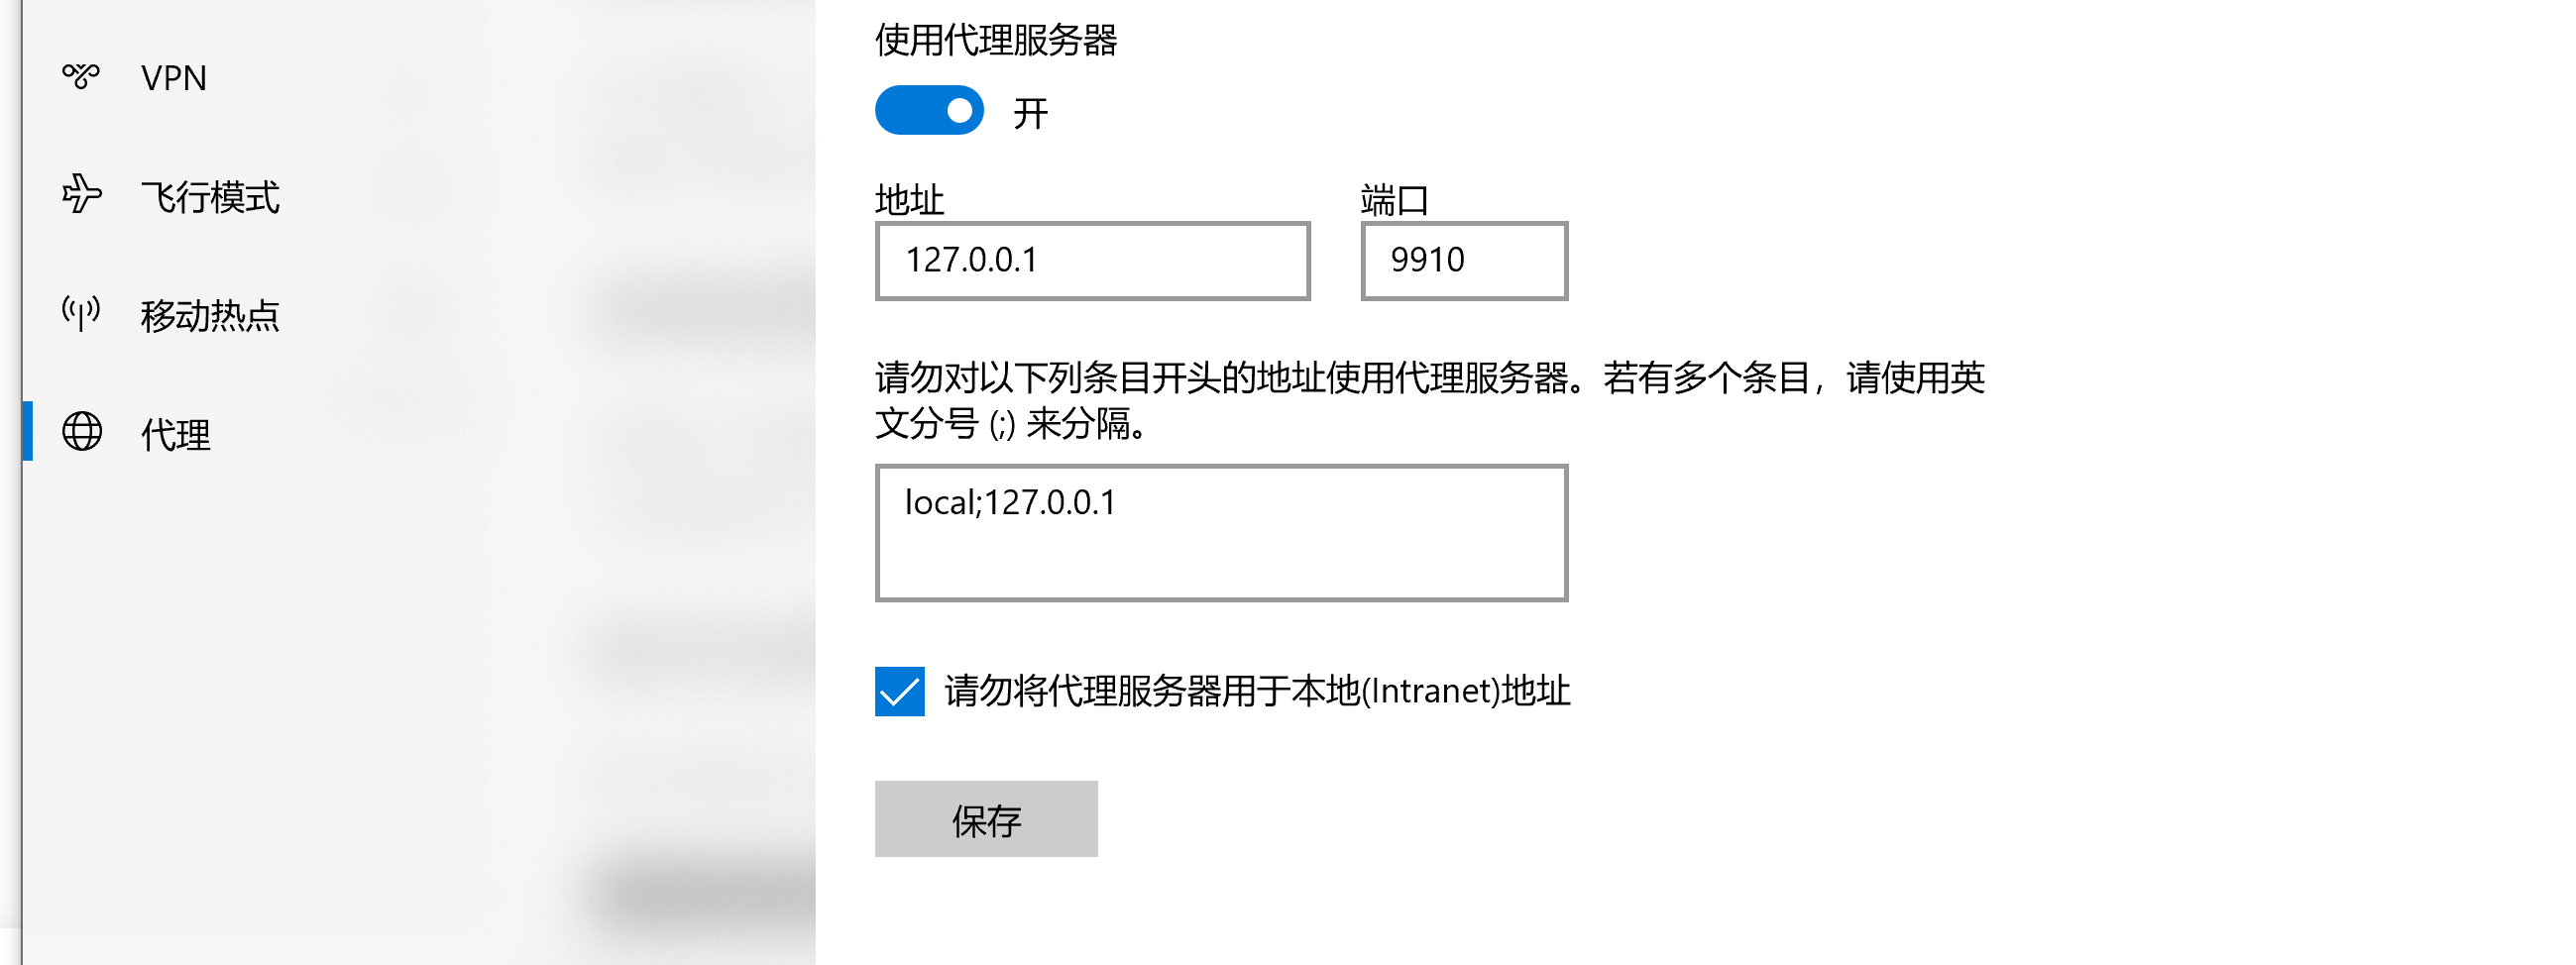 VPN
飞行模式
移动热点
代理
使用代理服务器
开
地址
端口
127.0.0.1
9910
请勿对以下列条目开头的地址使用代理服务器。若有多个条目，请使用英
文分号 (;) 来分隔。
local;127.0.0.1
请勿将代理服务器用于本地(Intranet)地址
保存